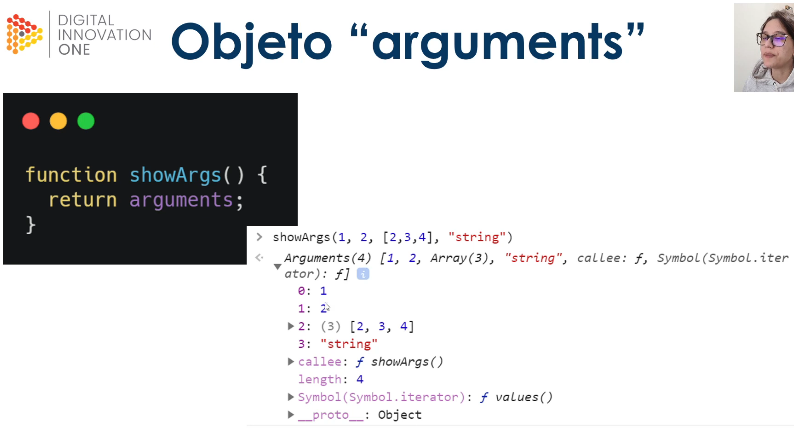 DIGITAL
INNOVATION
ONE
Objeto “arguments”
function showArgs() {
return arguments;
}
> showArgs(1, 2, [2,3,4], "string")
Arguments(4) [1, 2, Array(3), "string", callee: ƒ, Symbol(Symbol.iter
ator): ƒ] i
0: 1
1: 2
2: (3) [2, 3, 4]
3: "string"
callee: ƒ showArgs()
length: 4
Symbol(Symbol.iterator): ƒ values()
__proto__: Object